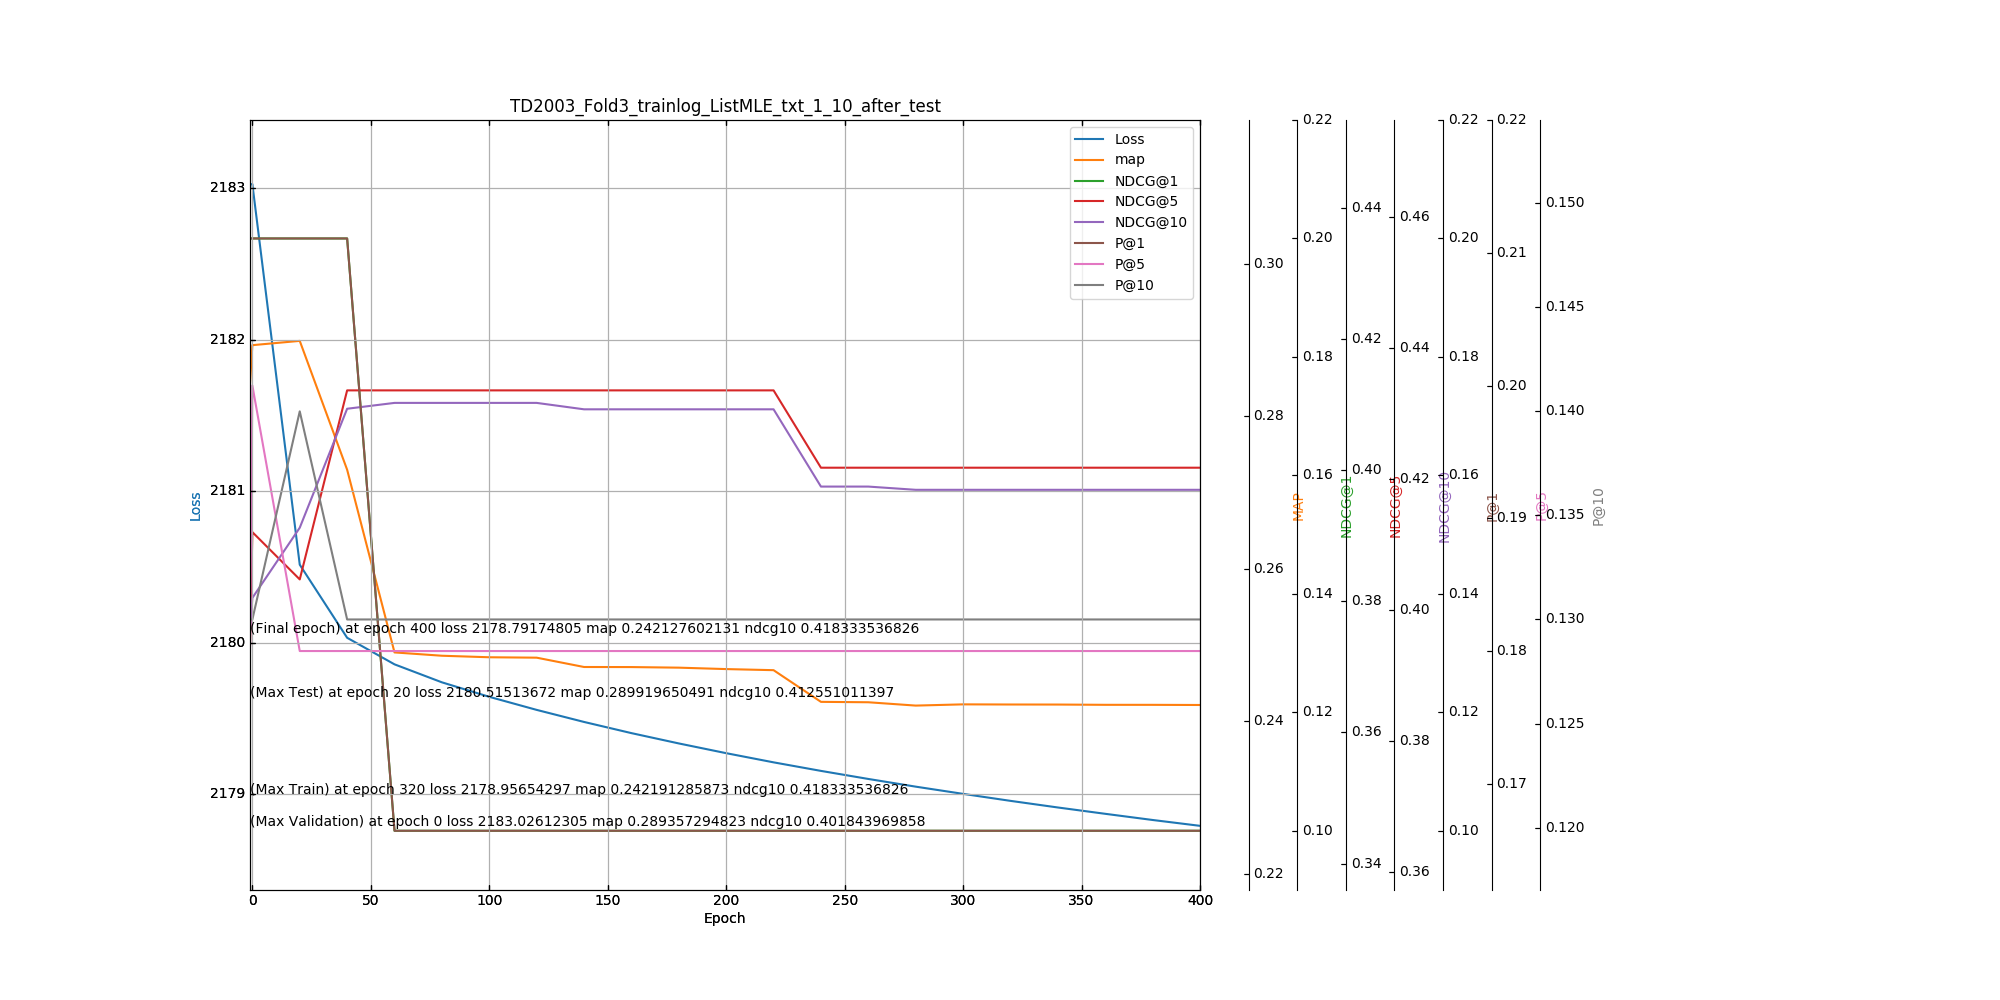 TD2003_Fold3_trainlog_ListMLE_txt_1_10_after_test
Loss
map
NDCG@1
NDCG@5
NDCG@10
P@1
P@5
P@10
2183
2182
2181
2180
2179
Loss
(Final epoch) at epoch 400 loss 2178.79174805 map 0.242127602131 ndcg10 0.418333536826
(Max Test) at epoch 20 loss 2180.51513672 map 0.289919650491 ndcg10 0.412551011397
(Max Train) at epoch 320 loss 2178.95654297 map 0.242191285873 ndcg10 0.418333536826
(Max Validation) at epoch 0 loss 2183.02612305 map 0.289357294823 ndcg10 0.401843969858
0 50 100 150 200 250 300 350 400
Epoch
0.30
0.28
0.26
0.24
0.22
MAP
0.22
0.20
0.18
0.16
0.14
0.12
0.10
NDCG@1
0.44
0.42
0.40
0.38
0.36
0.34
NDCG@5
0.46
0.44
0.42
0.40
0.38
0.36
NDCG@10
0.22
0.20
0.18
0.16
0.14
0.12
0.10
P@1
0.22
0.21
0.20
0.19
0.18
0.17
P@5
0.150
0.145
0.140
0.135
0.130
0.125
0.120
P@10